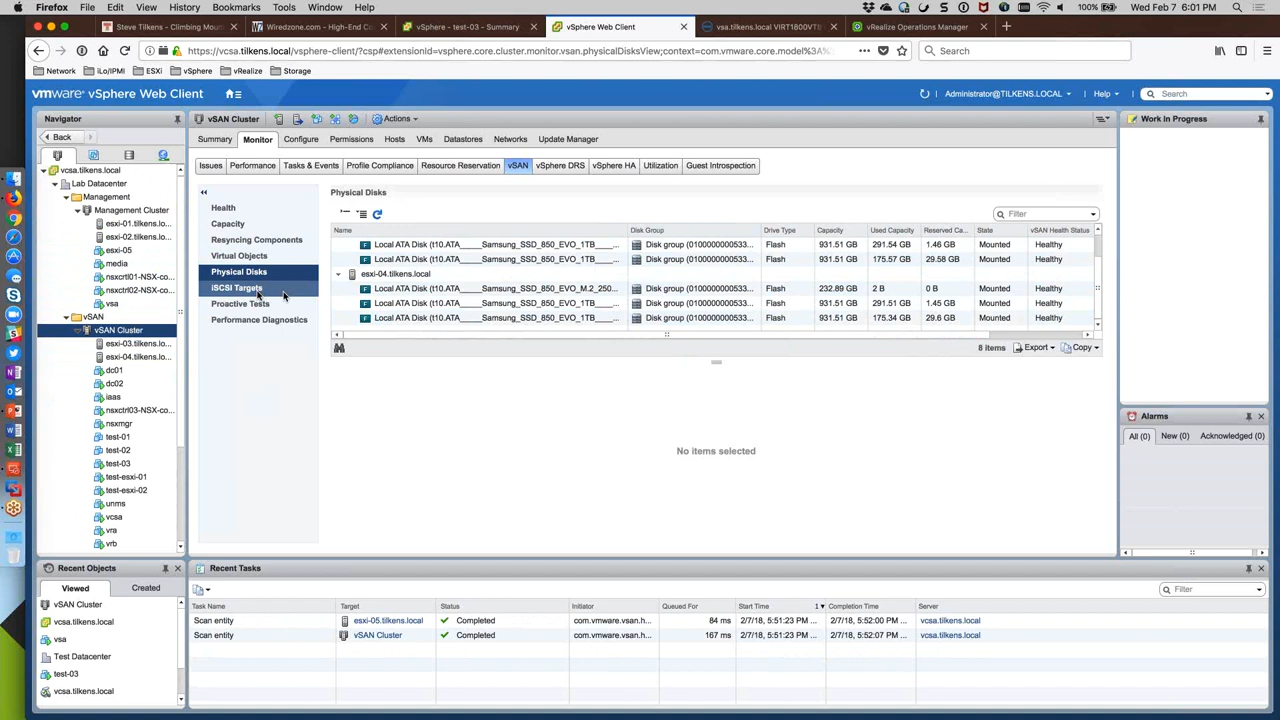 Firefox File Edit View History Bookmarks Tools Window Help
100% Wed Feb 7 6:01 PM
Steve Tilkens – Climbing Moun
Wiredzone.com - High-End Co
vSphere - test-03 - Summary
vSphere Web Client
vsa.tilkens.local VIRT1800DVTB
vRealize Operations Manager
https://vcsa.tilkens.local/vsphere-client/?csp#extensionId=vsphere.core.cluster.monitor.vsan.physicalDisksView;context=com.vmware.core.model%3A
Search
Network iLo/IPMI ESXi vSphere vRealize Storage
vmware vSphere Web Client
Administrator@TILKENS.LOCAL Help Search
Navigator
Back
vcsa.tilkens.local
Lab Datacenter
Management
Management Cluster
esxi-01.tilkens.lo...
esxi-02.tilkens.lo...
esxi-05
media
nsxctrl01-NSX-co...
nsxctrl02-NSX-co...
vsa
vSAN
vSAN Cluster
esxi-03.tilkens.lo...
esxi-04.tilkens.lo...
dc01
dc02
iaas
nsxctrl03-NSX-co...
nsxmgr
test-01
test-02
test-03
test-esxi-01
test-esxi-02
unms
vcsa
vra
vrb
vSAN Cluster Actions
Summary Monitor Configure Permissions Hosts VMs Datastores Networks Update Manager
Issues Performance Tasks & Events Profile Compliance Resource Reservation vSAN vSphere DRS vSphere HA Utilization Guest Introspection
Health
Capacity
Resyncing Components
Virtual Objects
Physical Disks
iSCSI Targets
Proactive Tests
Performance Diagnostics
Physical Disks
Filter
Name Disk Group Drive Type Capacity Used Capacity Reserved Ca... State vSAN Health Status
Local ATA Disk (t10.ATA_____Samsung_SSD_850_EVO_1TB____... Disk group (0100000000533... Flash 931.51 GB 291.54 GB 1.46 GB Mounted Healthy
Local ATA Disk (t10.ATA_____Samsung_SSD_850_EVO_1TB____... Disk group (0100000000533... Flash 931.51 GB 175.57 GB 29.58 GB Mounted Healthy
esxi-04.tilkens.local
Local ATA Disk (t10.ATA_____Samsung_SSD_850_EVO_M.2_250... Disk group (0100000000533... Flash 232.89 GB 2 B 0 B Mounted Healthy
Local ATA Disk (t10.ATA_____Samsung_SSD_850_EVO_1TB____... Disk group (0100000000533... Flash 931.51 GB 291.51 GB 1.45 GB Mounted Healthy
Local ATA Disk (t10.ATA_____Samsung_SSD_850_EVO_1TB____... Disk group (0100000000533... Flash 931.51 GB 175.34 GB 29.6 GB Mounted Healthy
8 items Export Copy
No items selected
Work in Progress
Alarms
All (0) New (0) Acknowledged (0)
Recent Objects
Viewed Created
vSAN Cluster
vcsa.tilkens.local
vsa
Test Datacenter
test-03
vcsa.tilkens.local
Recent Tasks
Filter
Task Name Target Status Initiator Queued For Start Time 1 Completion Time Server
Scan entity esxi-05.tilkens.local Completed com.vmware.vsan.h... 84 ms 2/7/18, 5:51:23 PM ... 2/7/18, 5:52:00 PM ... vcsa.tilkens.local
Scan entity vSAN Cluster Completed com.vmware.vsan.h... 167 ms 2/7/18, 5:51:23 PM ... 2/7/18, 5:52:07 PM ... vcsa.tilkens.local